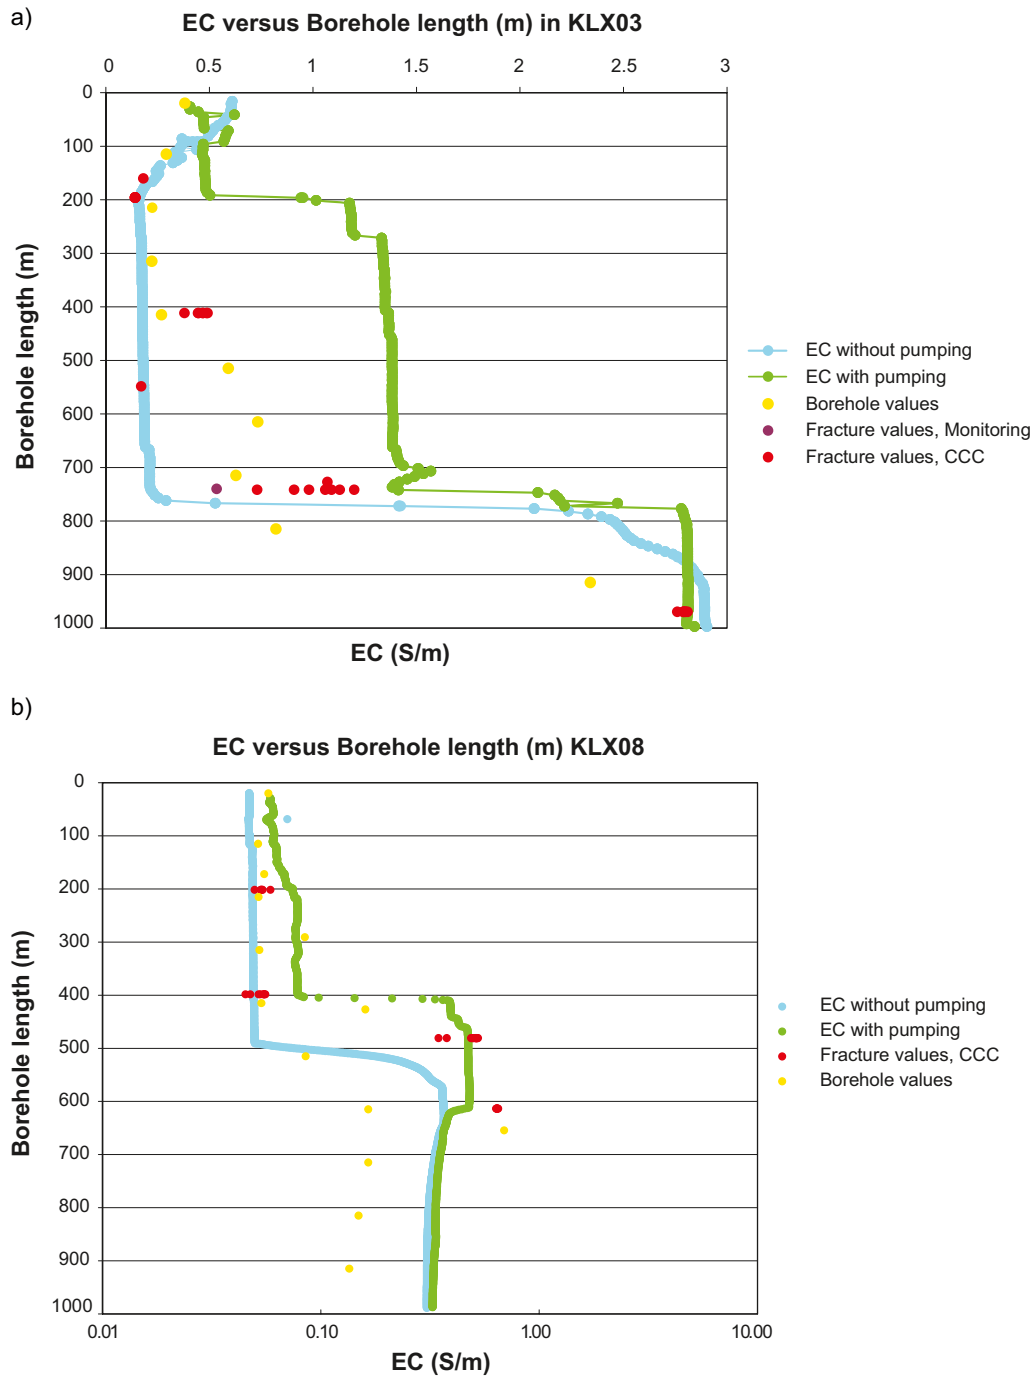 a)
EC versus Borehole length (m) in KLX03
0 0.5 1 1.5 2 2.5 3
0
100
200
300
400
500
600
700
800
900
1000
Borehole length (m)
EC (S/m)
EC without pumping
EC with pumping
Borehole values
Fracture values, Monitoring
Fracture values, CCC
b)
EC versus Borehole length (m) KLX08
0
100
200
300
400
500
600
700
800
900
1000
Borehole length (m)
0.01 0.10 1.00 10.00
EC (S/m)
EC without pumping
EC with pumping
Fracture values, CCC
Borehole values